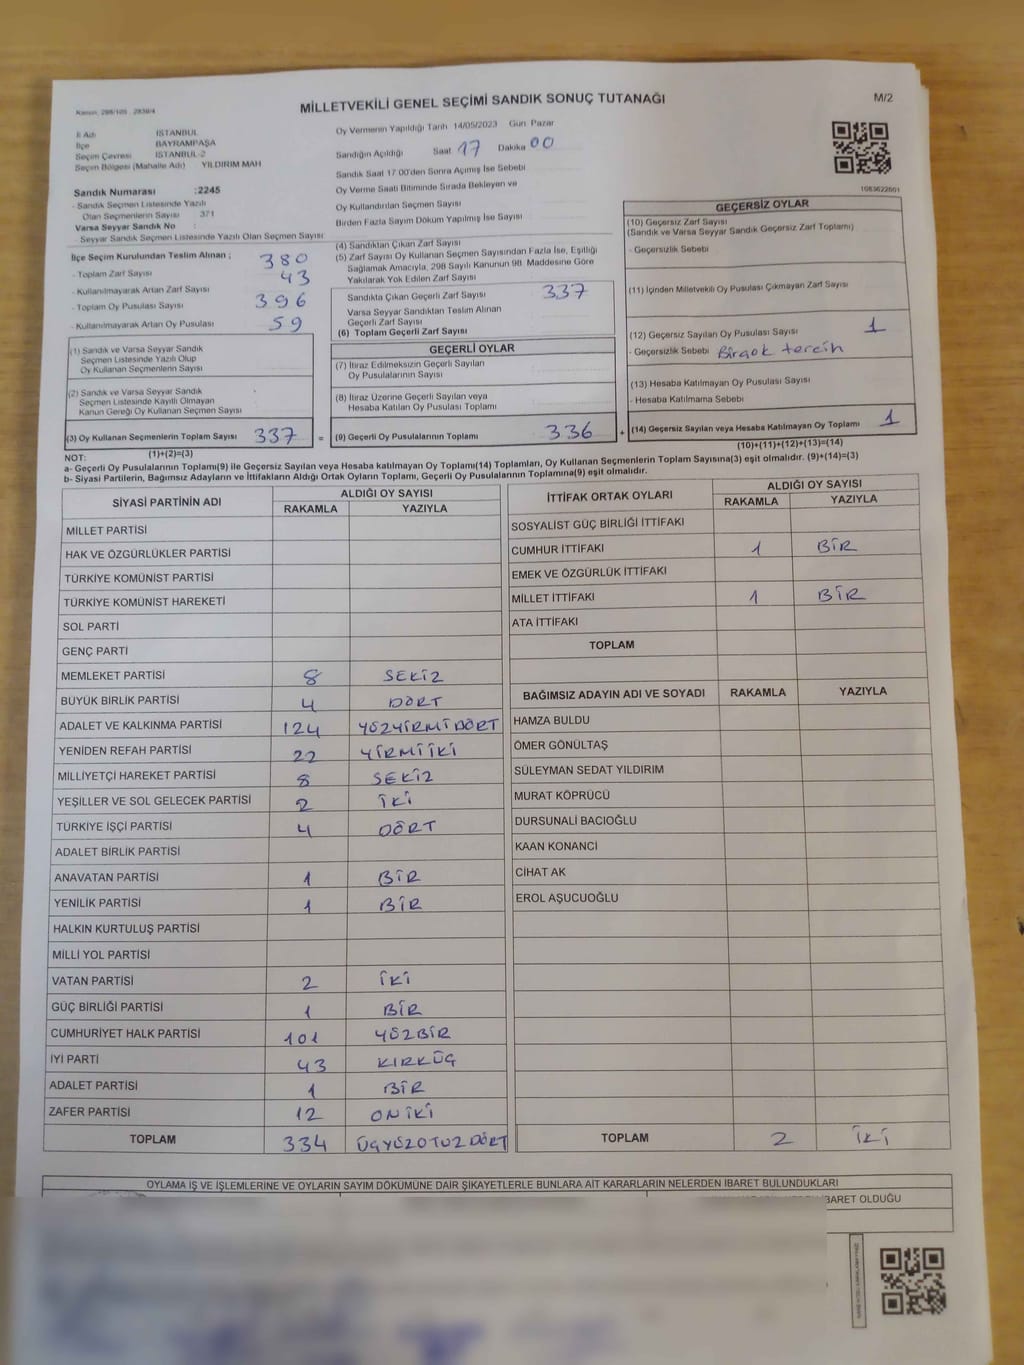 Kanun: 298/105 2839/4
MİLLETVEKİLİ GENEL SEÇİMİ SANDIK SONUÇ TUTANAĞI
M/2
İl Adı : İSTANBUL
İlçe : BAYRAMPAŞA
Seçim Çevresi : İSTANBUL-2
Seçim Bölgesi (Mahalle Adı) : YILDIRIM MAH
Sandık Numarası :2245
- Sandık Seçmen Listesinde Yazılı
Olan Seçmenlerin Sayısı : 371
Varsa Seyyar Sandık No :
- Seyyar Sandık Seçmen Listesinde Yazılı Olan Seçmen Sayısı:
İlçe Seçim Kurulundan Teslim Alınan ;
- Toplam Zarf Sayısı 380
- Kullanılmayarak Artan Zarf Sayısı 43
- Toplam Oy Pusulası Sayısı 396
- Kullanılmayarak Artan Oy Pusulası 59
(1) Sandık ve Varsa Seyyar Sandık
Seçmen Listesinde Yazılı Olup
Oy Kullanan Seçmenlerin Sayısı
(2) Sandık ve Varsa Seyyar Sandık
Seçmen Listesinde Kayıtlı Olmayan
Kanun Gereği Oy Kullanan Seçmen Sayısı
(3) Oy Kullanan Seçmenlerin Toplam Sayısı 337 =
(1)+(2)=(3)
Oy Vermenin Yapıldığı Tarih 14/05/2023 Gün Pazar
Sandığın Açıldığı Saat 17 Dakika 00
Sandık Saat 17 00'den Sonra Açımış İse Sebebi
Oy Verme Saati Bitiminde Sırada Bekleyen ve
Oy Kullandırılan Seçmen Sayısı
Birden Fazla Sayım Döküm Yapılmış İse Sayısı
(4) Sandıktan Çıkan Zarf Sayısı
(5) Zarf Sayısı Oy Kullanan Seçmen Sayısından Fazla İse, Eşitliği
Sağlamak Amacıyla, 298 Sayılı Kanunun 98. Maddesine Göre
Yakılarak Yok Edilen Zarf Sayısı
Sandıkta Çıkan Geçerli Zarf Sayısı 337
Varsa Seyyar Sandıktan Teslim Alınan
Geçerli Zarf Sayısı
(6) Toplam Geçerli Zarf Sayısı
GEÇERLİ OYLAR
(7) İtiraz Edilmeksizin Geçerli Sayılan
Oy Pusulalarının Sayısı
(8) İtiraz Üzerine Geçerli Sayılan veya
Hesaba Katılan Oy Pusulası Toplamı
(9) Geçerli Oy Pusulalarının Toplamı 336 +
1083622601
GEÇERSİZ OYLAR
(10) Geçersiz Zarf Sayısı
(Sandık ve Varsa Seyyar Sandık Geçersiz Zarf Toplamı)
- Geçersizlik Sebebi
(11) İçinden Milletvekili Oy Pusulası Çıkmayan Zarf Sayısı
(12) Geçersiz Sayılan Oy Pusulası Sayısı 1
- Geçersizlik Sebebi Birçok tercih
(13) Hesaba Katılmayan Oy Pusulası Sayısı
- Hesaba Katılmama Sebebi
(14) Geçersiz Sayılan veya Hesaba Katılmayan Oy Toplamı 1
(10)+(11)+(12)+(13)=(14)
NOT:
a- Geçerli Oy Pusulalarının Toplamı(9) ile Geçersiz Sayılan veya Hesaba katılmayan Oy Toplamı(14) Toplamları, Oy Kullanan Seçmenlerin Toplam Sayısına(3) eşit olmalıdır. (9)+(14)=(3)
b- Siyasi Partilerin, Bağımsız Adayların ve İttifakların Aldığı Ortak Oyların Toplamı, Geçerli Oy Pusulalarının Toplamına(9) eşit olmalıdır.
SİYASİ PARTİNİN ADI ALDIĞI OY SAYISI
RAKAMLA YAZIYLA
MİLLET PARTİSİ
HAK VE ÖZGÜRLÜKLER PARTİSİ
TÜRKİYE KOMÜNİST PARTİSİ
TÜRKİYE KOMÜNİST HAREKETİ
SOL PARTİ
GENÇ PARTİ
MEMLEKET PARTİSİ 8 SEKİZ
BÜYÜK BİRLİK PARTİSİ 4 DÖRT
ADALET VE KALKINMA PARTİSİ 124 YÜZYİRMİDÖRT
YENİDEN REFAH PARTİSİ 22 YİRMİİKİ
MİLLİYETÇİ HAREKET PARTİSİ 8 SEKİZ
YEŞİLLER VE SOL GELECEK PARTİSİ 2 İKİ
TÜRKİYE İŞÇİ PARTİSİ 4 DÖRT
ADALET BİRLİK PARTİSİ
ANAVATAN PARTİSİ 1 BİR
YENİLİK PARTİSİ 1 BİR
HALKIN KURTULUŞ PARTİSİ
MİLLİ YOL PARTİSİ
VATAN PARTİSİ 2 İKİ
GÜÇ BİRLİĞİ PARTİSİ 1 BİR
CUMHURİYET HALK PARTİSİ 101 YÜZBİR
İYİ PARTİ 43 KIRKÜÇ
ADALET PARTİSİ 1 BİR
ZAFER PARTİSİ 12 ONİKİ
TOPLAM 334 ÜÇYÜZOTUZDÖRT
İTTİFAK ORTAK OYLARI ALDIĞI OY SAYISI
RAKAMLA YAZIYLA
SOSYALİST GÜÇ BİRLİĞİ İTTİFAKI
CUMHUR İTTİFAKI 1 BİR
EMEK VE ÖZGÜRLÜK İTTİFAKI
MİLLET İTTİFAKI 1 BİR
ATA İTTİFAKI
TOPLAM
BAĞIMSIZ ADAYIN ADI VE SOYADI RAKAMLA YAZIYLA
HAMZA BULDU
ÖMER GÖNÜLTAŞ
SÜLEYMAN SEDAT YILDIRIM
MURAT KÖPRÜCÜ
DURSUNALİ BACIOĞLU
KAAN KONANCI
CİHAT AK
EROL AŞUCUOĞLU
TOPLAM 2 İKİ
OYLAMA İŞ VE İŞLEMLERİNE VE OYLARIN SAYIM DÖKÜMÜNE DAİR ŞİKAYETLERLE BUNLARA AİT KARARLARIN NELERDEN İBARET BULUNDUKLARI
İBARET OLDUĞU